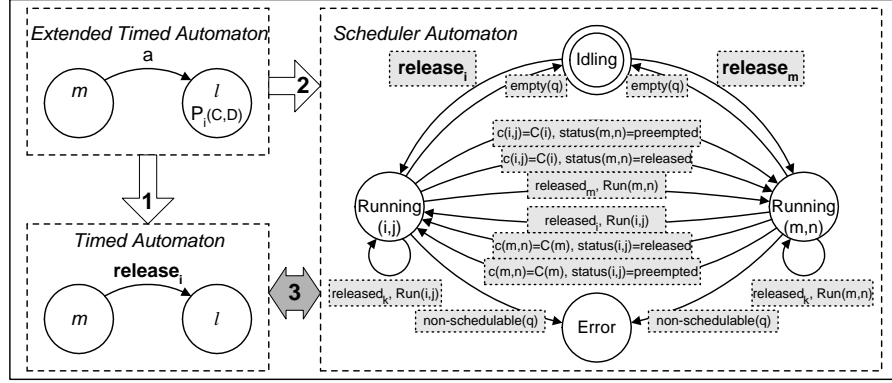 Extended Timed Automaton
a
m
l
P_i(C,D)
1
2
Timed Automaton
release_i
m
l
3
Scheduler Automaton
Idling
release_i
release_m
empty(q)
empty(q)
c(i,j)=C(i), status(m,n)=preempted
c(i,j)=C(i), status(m,n)=released
released_m, Run(m,n)
Running
(i,j)
Running
(m,n)
released_i, Run(i,j)
c(m,n)=C(m), status(i,j)=released
c(m,n)=C(m), status(i,j)=preempted
released_k, Run(i,j)
released_k, Run(m,n)
non-schedulable(q)
Error
non-schedulable(q)